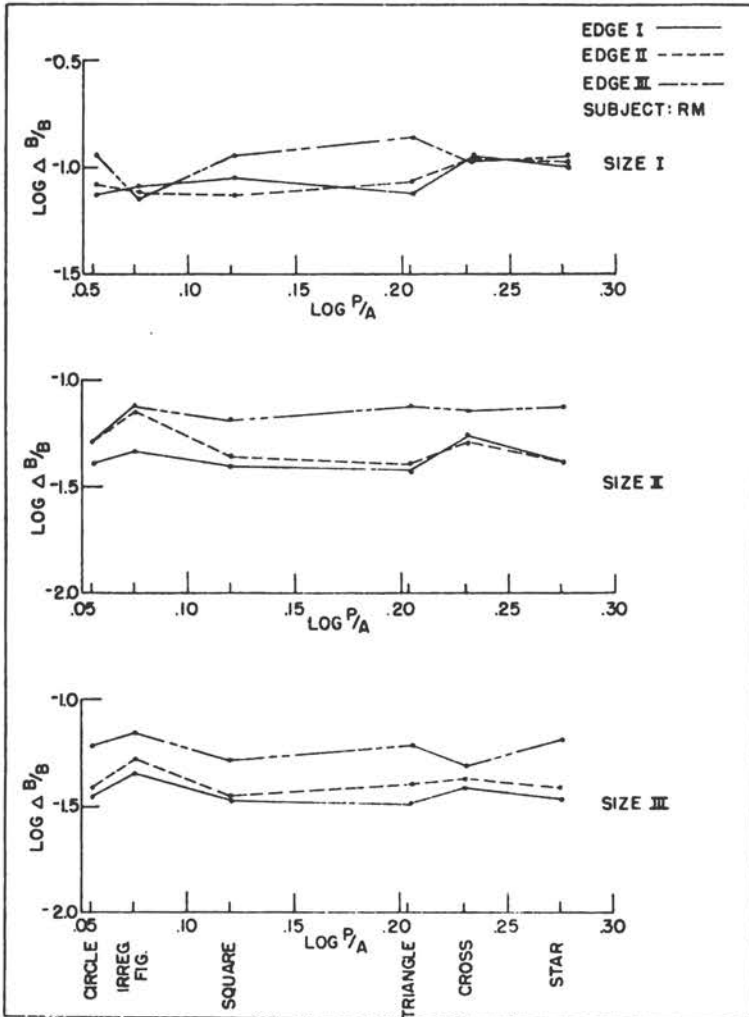 EDGE I
EDGE II
EDGE III
SUBJECT: RM
-0.5
-1.0
-1.5
LOG Δ B/B
SIZE I
.05 .10 .15 .20 .25 .30
LOG P/A
-1.0
-1.5
-2.0
LOG Δ B/B
SIZE II
.05 .10 .15 .20 .25 .30
LOG P/A
-1.0
-1.5
-2.0
LOG Δ B/B
SIZE III
.05 .10 .15 .20 .25 .30
LOG P/A
CIRCLE
IRREG.
FIG.
SQUARE
TRIANGLE
CROSS
STAR